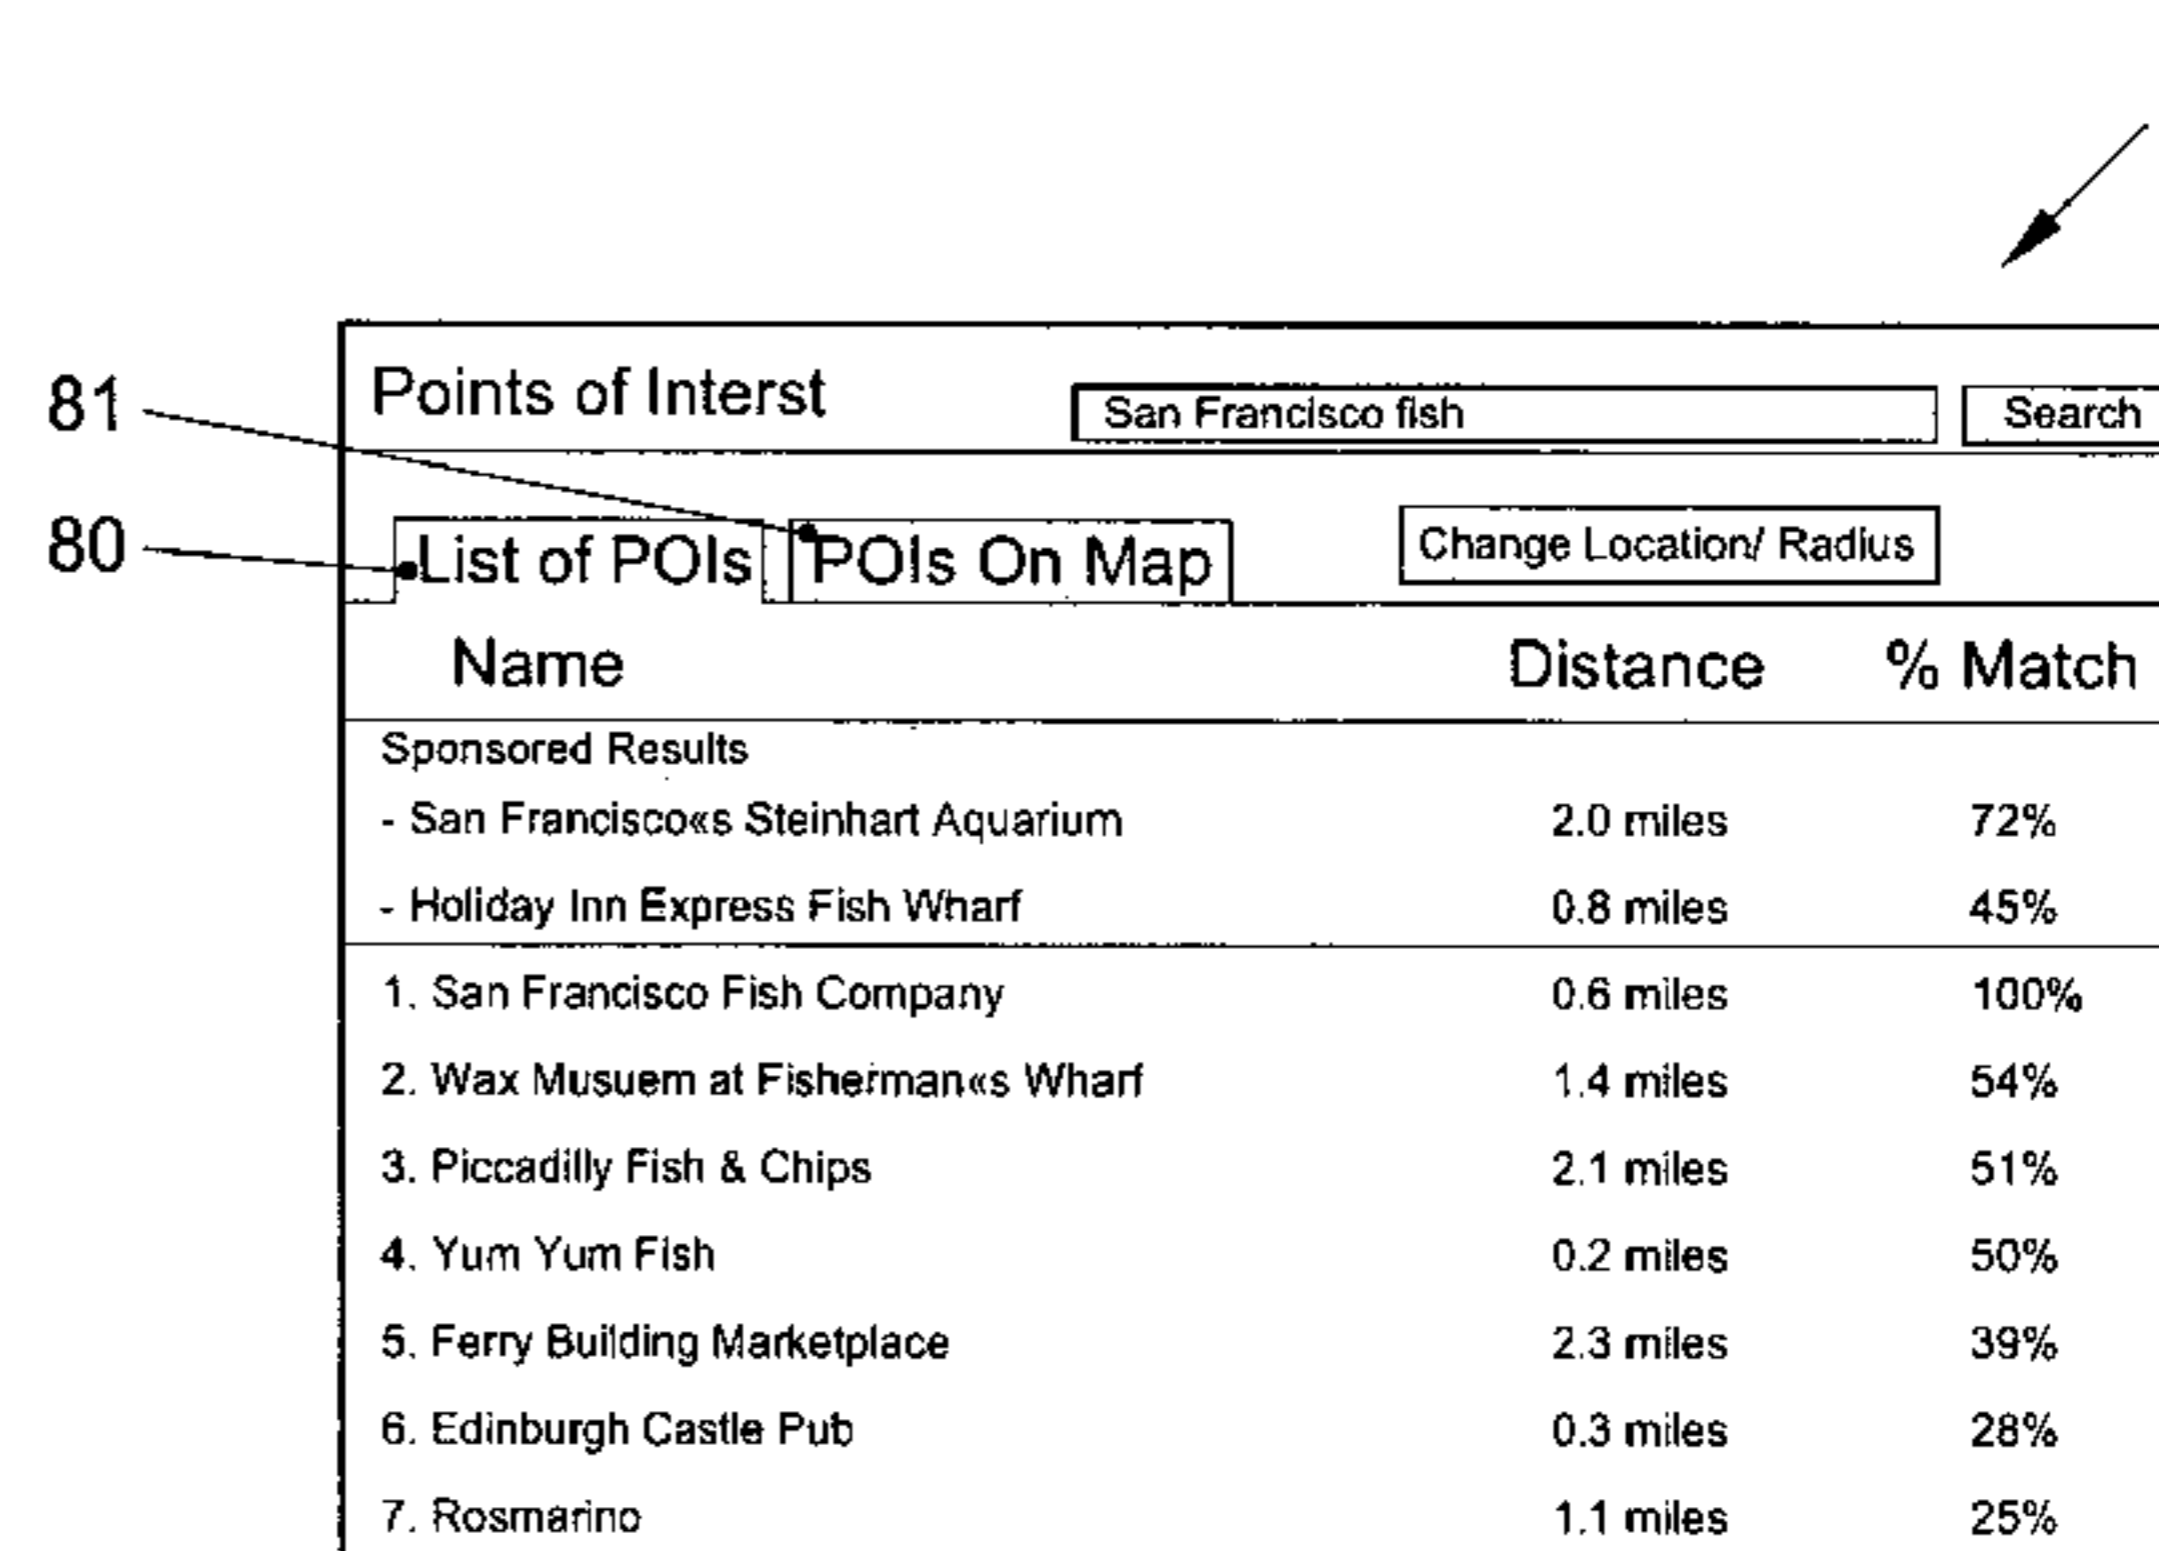 81
Points of Interst
San Francisco fish
Search
80
List of POIs
POIs On Map
Change Location/ Radius
Name Distance % Match
Sponsored Results
- San Francisco«s Steinhart Aquarium 2.0 miles 72%
- Holiday Inn Express Fish Wharf 0.8 miles 45%
1. San Francisco Fish Company 0.6 miles 100%
2. Wax Musuem at Fisherman«s Wharf 1.4 miles 54%
3. Piccadilly Fish & Chips 2.1 miles 51%
4. Yum Yum Fish 0.2 miles 50%
5. Ferry Building Marketplace 2.3 miles 39%
6. Edinburgh Castle Pub 0.3 miles 28%
7. Rosmarino 1.1 miles 25%